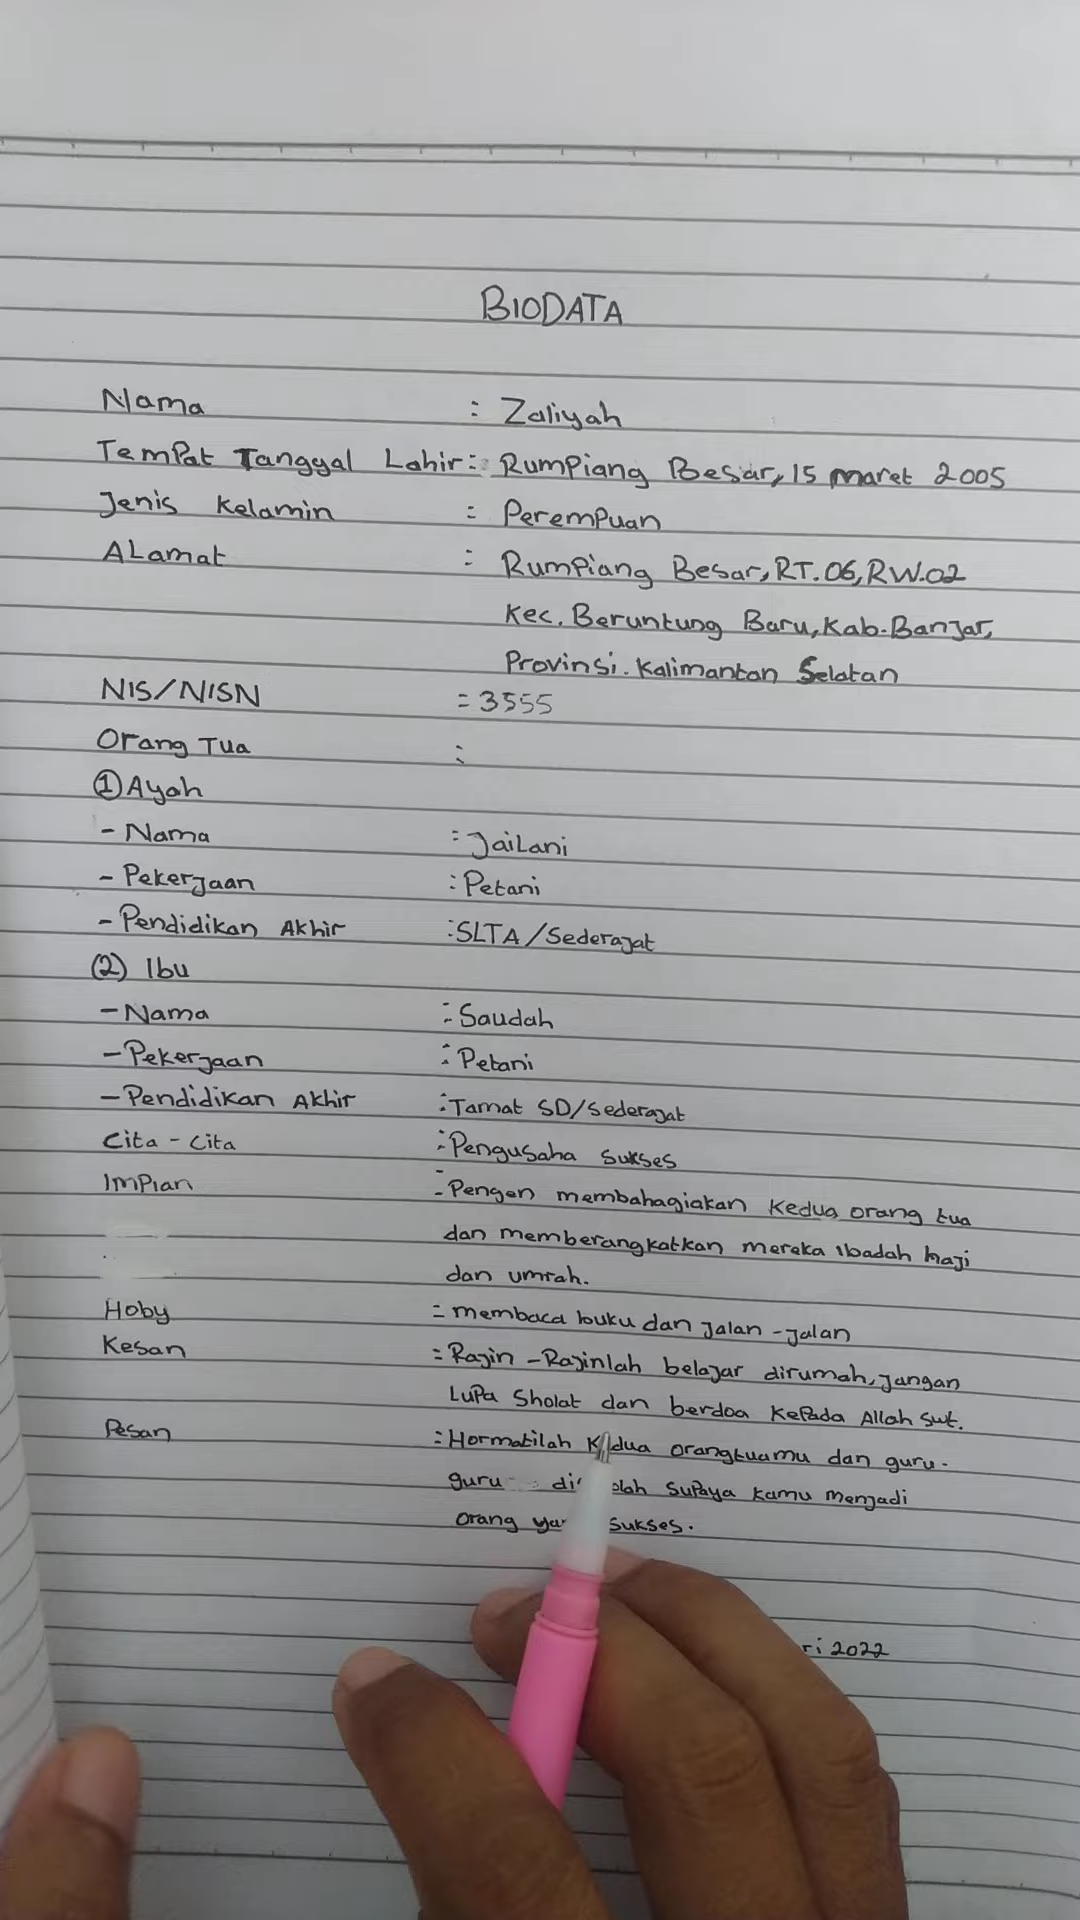 BIODATA
Nama : Zaliyah
Tempat Tanggal Lahir : Rumpiang Besar, 15 maret 2005
Jenis Kelamin : Perempuan
Alamat : Rumpiang Besar, RT.06, RW.02
Kec. Beruntung Baru, Kab. Banjar,
Provinsi. Kalimantan Selatan
NIS/NISN = 3555
Orang Tua :
① Ayah
- Nama : Jailani
- Pekerjaan : Petani
- Pendidikan Akhir : SLTA/Sederajat
(2) Ibu
- Nama : Saudah
- Pekerjaan : Petani
- Pendidikan Akhir : Tamat SD/Sederajat
Cita - Cita : Pengusaha Sukses
Impian : Pengen membahagiakan Kedua orang tua
dan memberangkatkan mereka ibadah haji
dan umrah.
Hoby = membaca buku dan jalan - jalan
Kesan = Rajin - Rajinlah belajar dirumah, jangan
Lupa Sholat dan berdoa Kepada Allah swt.
Pesan = Hormatilah Kedua orangtuamu dan guru-
guru supaya kamu menjadi
orang sukses.
2022